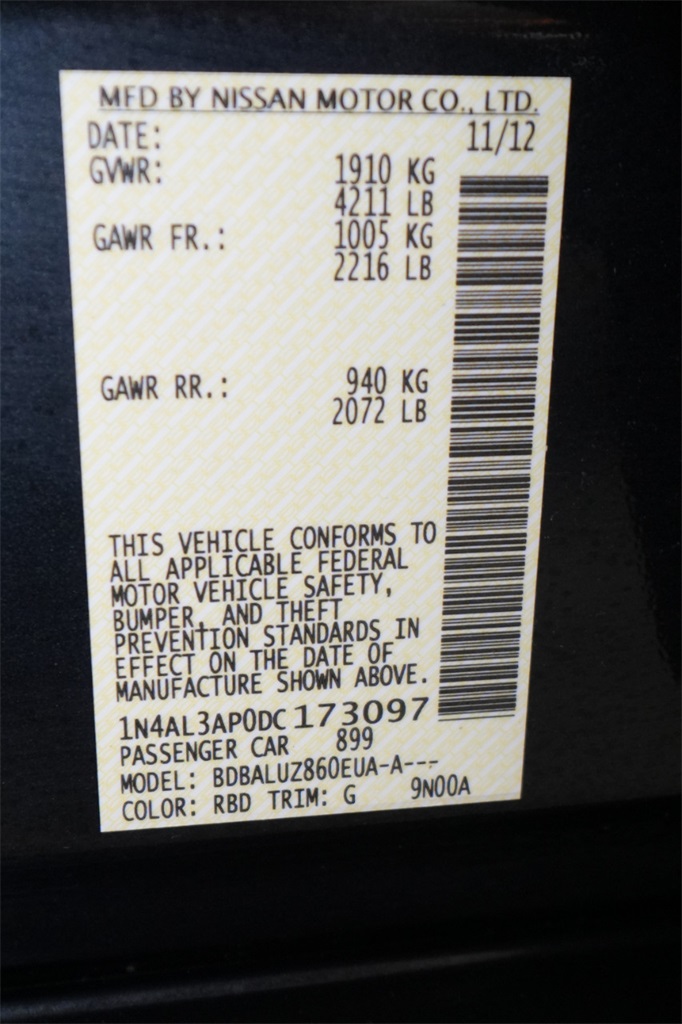 MFD BY NISSAN MOTOR CO., LTD.
DATE: 11/12
GVWR: 1910 KG
4211 LB
GAWR FR.: 1005 KG
2216 LB
GAWR RR.: 940 KG
2072 LB
THIS VEHICLE CONFORMS TO
ALL APPLICABLE FEDERAL
MOTOR VEHICLE SAFETY,
BUMPER, AND THEFT
PREVENTION STANDARDS IN
EFFECT ON THE DATE OF
MANUFACTURE SHOWN ABOVE.
1N4AL3AP0DC173097
PASSENGER CAR 899
MODEL: BDBALUZ860EUA-A---
COLOR: RBD TRIM: G 9N00A